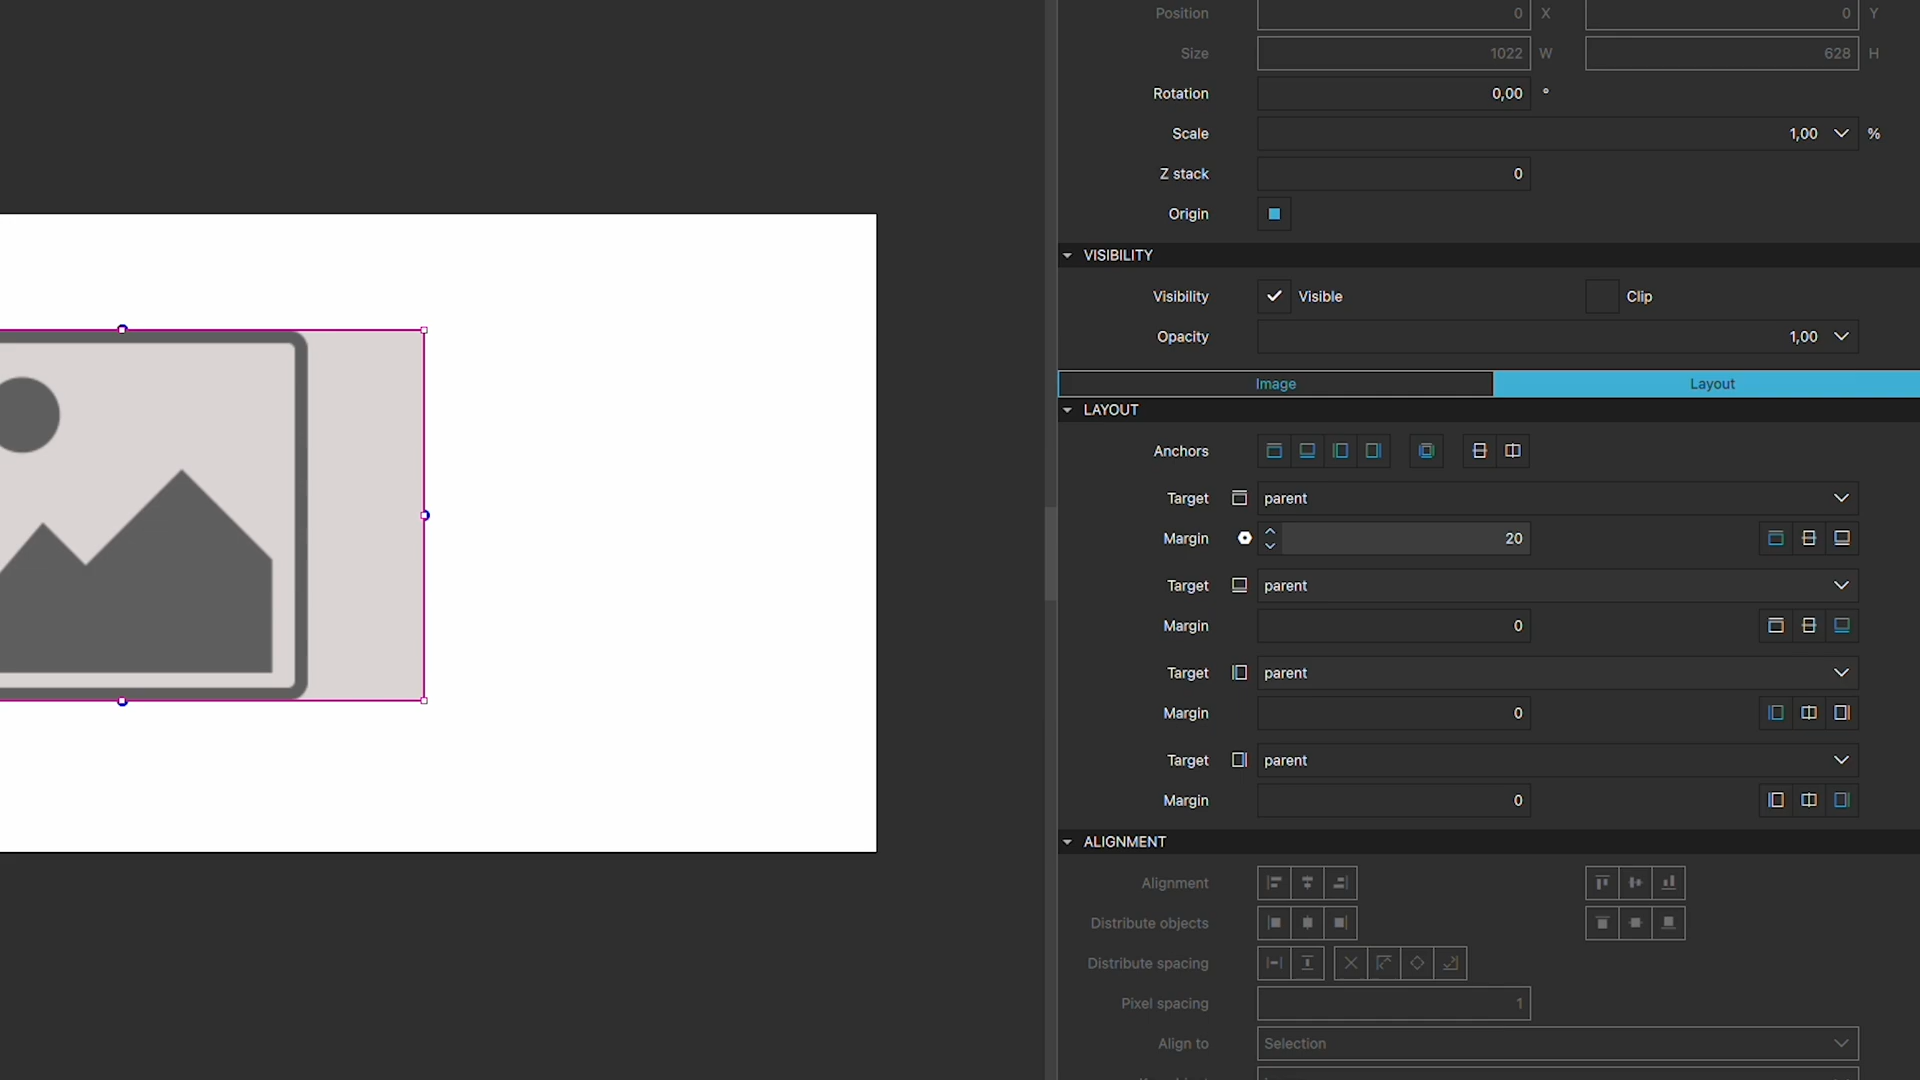 Position 0 X 0 Y
Size 1022 W 628 H
Rotation 0,00 °
Scale 1,00 %
Z stack 0
Origin
VISIBILITY
Visibility Visible Clip
Opacity 1,00
Image Layout
LAYOUT
Anchors
Target parent
Margin 20
Target parent
Margin 0
Target parent
Margin 0
Target parent
Margin 0
ALIGNMENT
Alignment
Distribute objects
Distribute spacing
Pixel spacing 1
Align to Selection